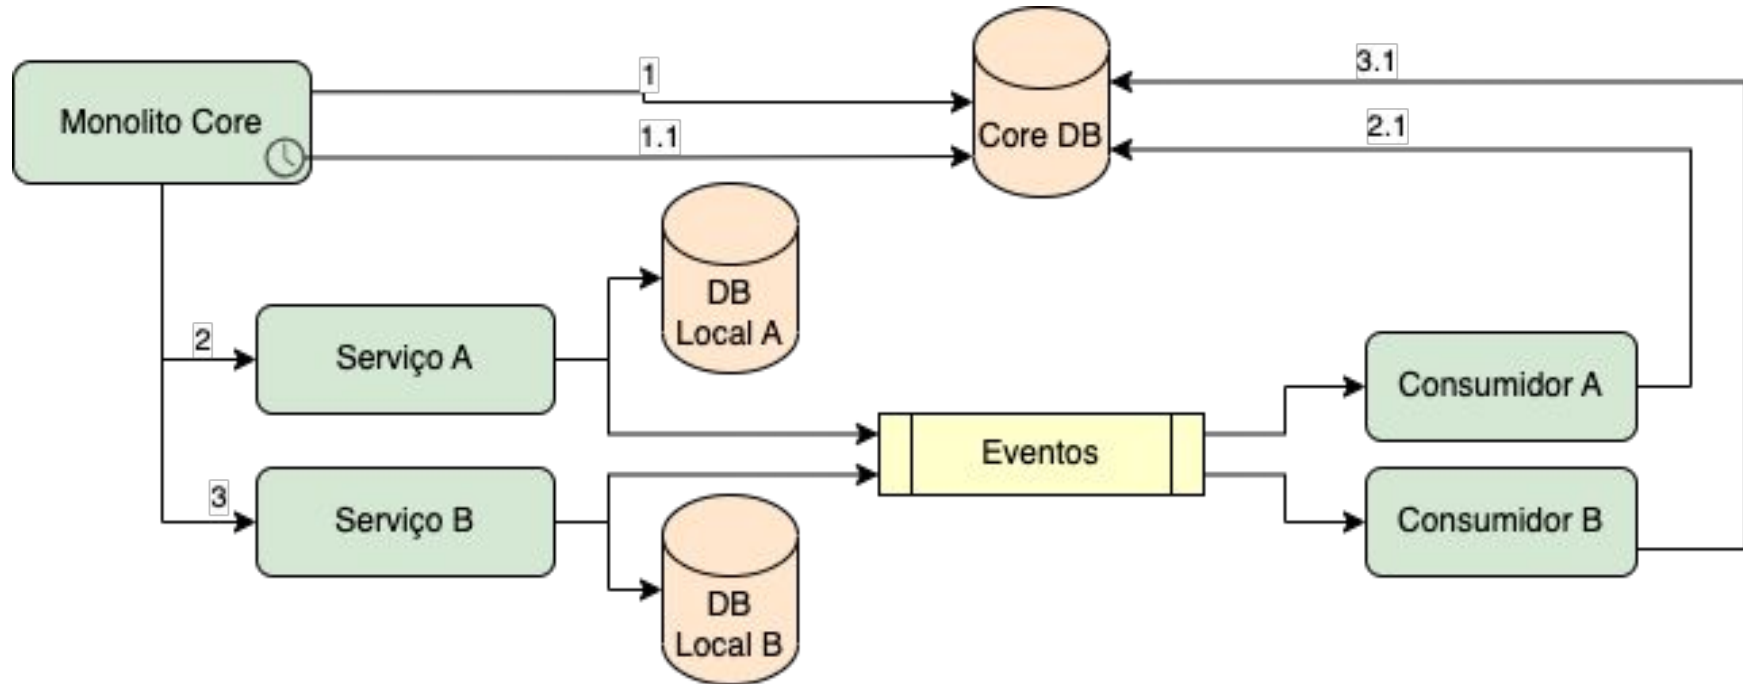 1
3.1
Monolito Core
1.1
Core DB
2.1
DB
Local A
2
Serviço A
Consumidor A
Eventos
3
Serviço B
Consumidor B
DB
Local B